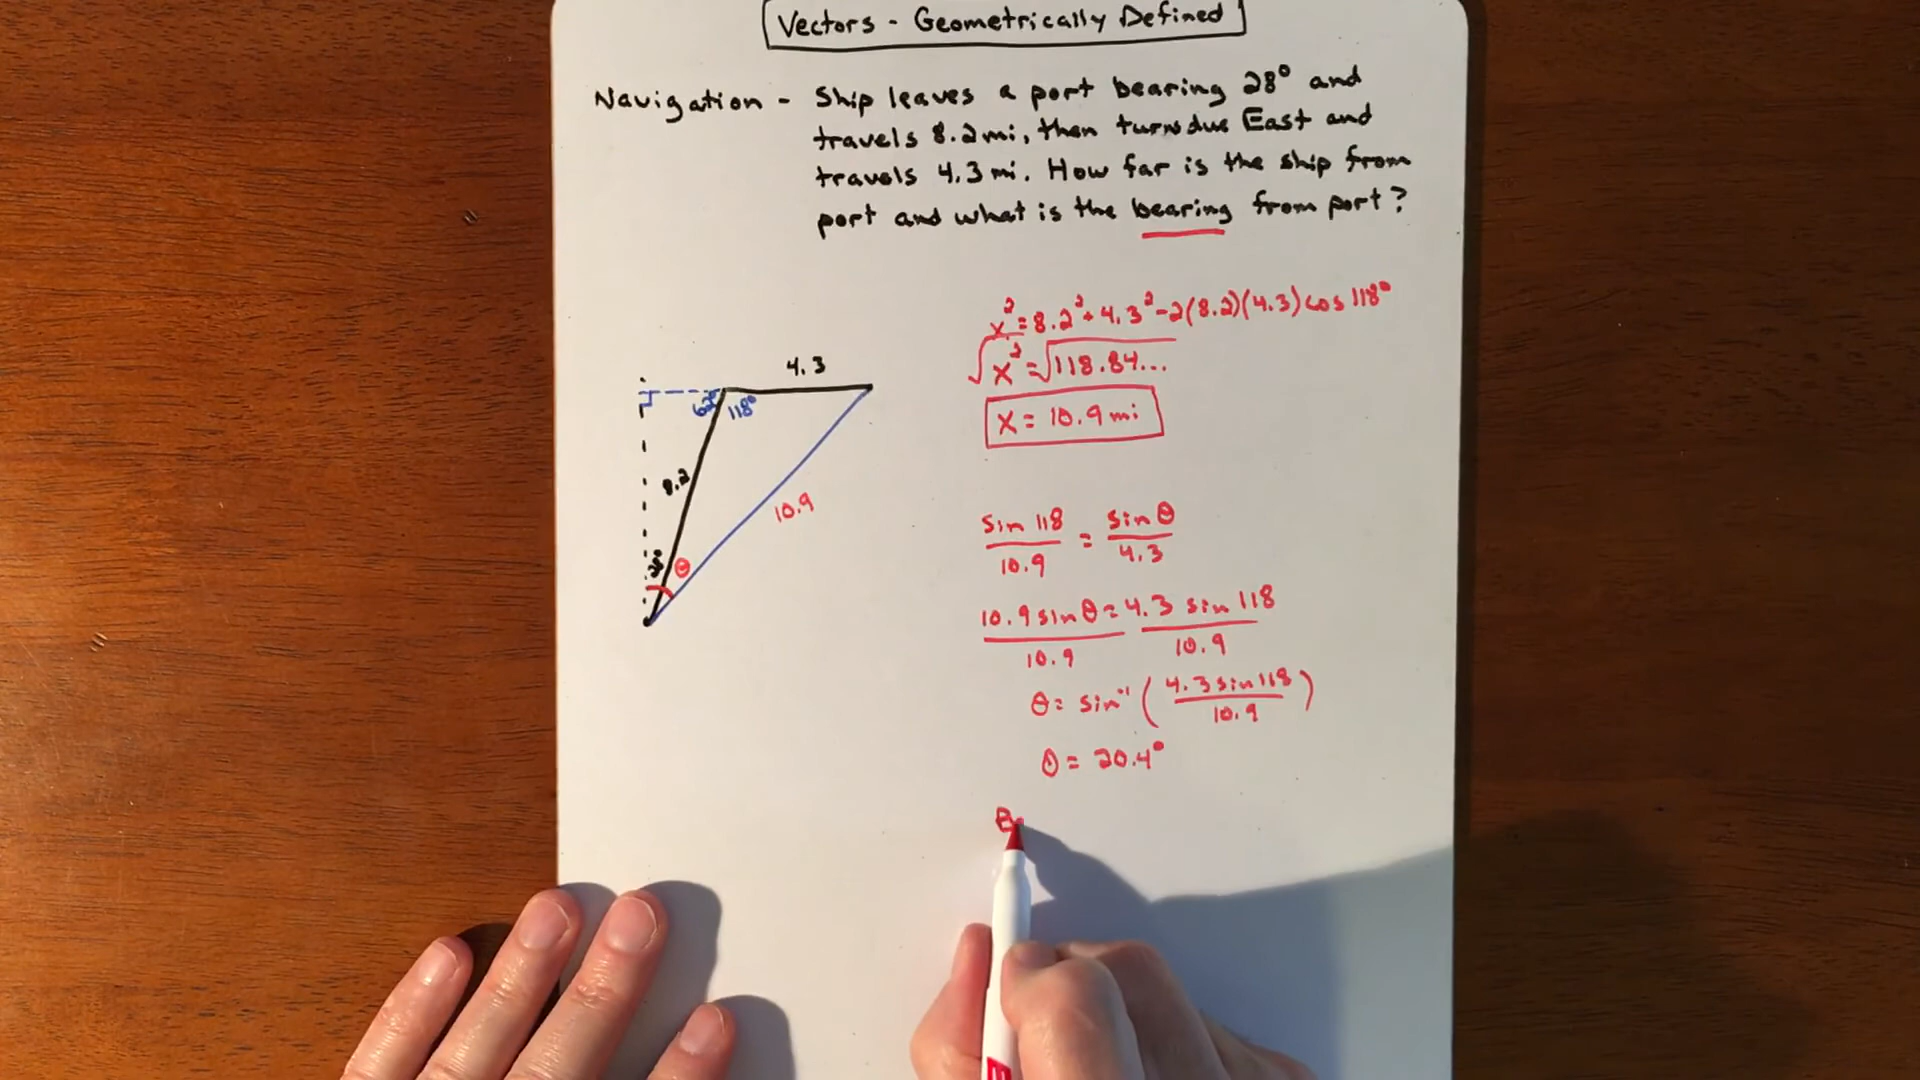 Vectors - Geometrically Defined
Navigation - Ship leaves a port bearing 28° and
travels 8.2 mi, then turns due East and
travels 4.3 mi. How far is the ship from
port and what is the bearing from port?
x² = 8.2² + 4.3² - 2(8.2)(4.3) cos 118°
√x² = √118.84...
x = 10.9 mi
4.3
62°
118°
8.2
10.9
28°
θ
sin 118 / 10.9 = sin θ / 4.3
10.9 sin θ / 10.9 = 4.3 sin 118 / 10.9
θ = sin⁻¹ ( 4.3 sin 118 / 10.9 )
θ = 20.4°